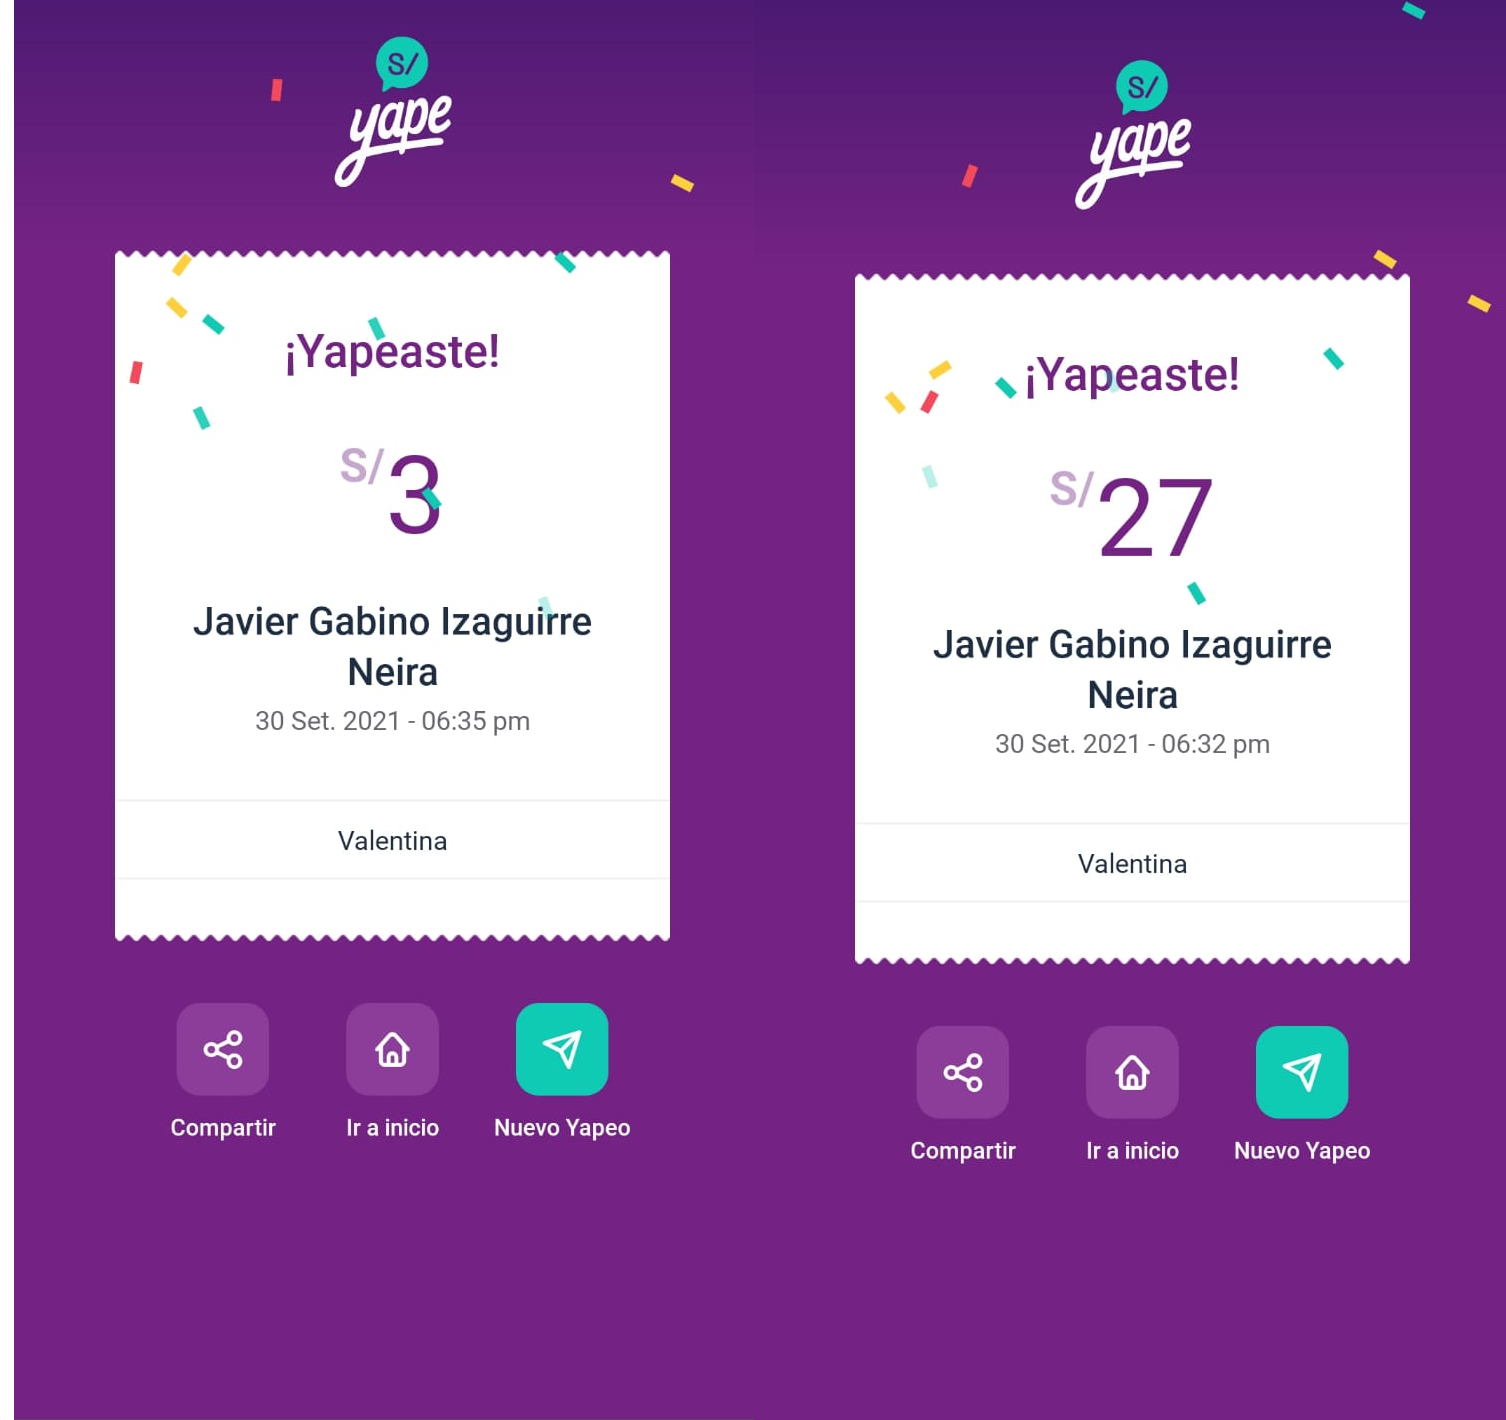 S/
yape
¡Yapeaste!
S/3
Javier Gabino Izaguirre
Neira
30 Set. 2021 - 06:35 pm
Valentina
Compartir
Ir a inicio
Nuevo Yapeo
S/
yape
¡Yapeaste!
S/27
Javier Gabino Izaguirre
Neira
30 Set. 2021 - 06:32 pm
Valentina
Compartir
Ir a inicio
Nuevo Yapeo